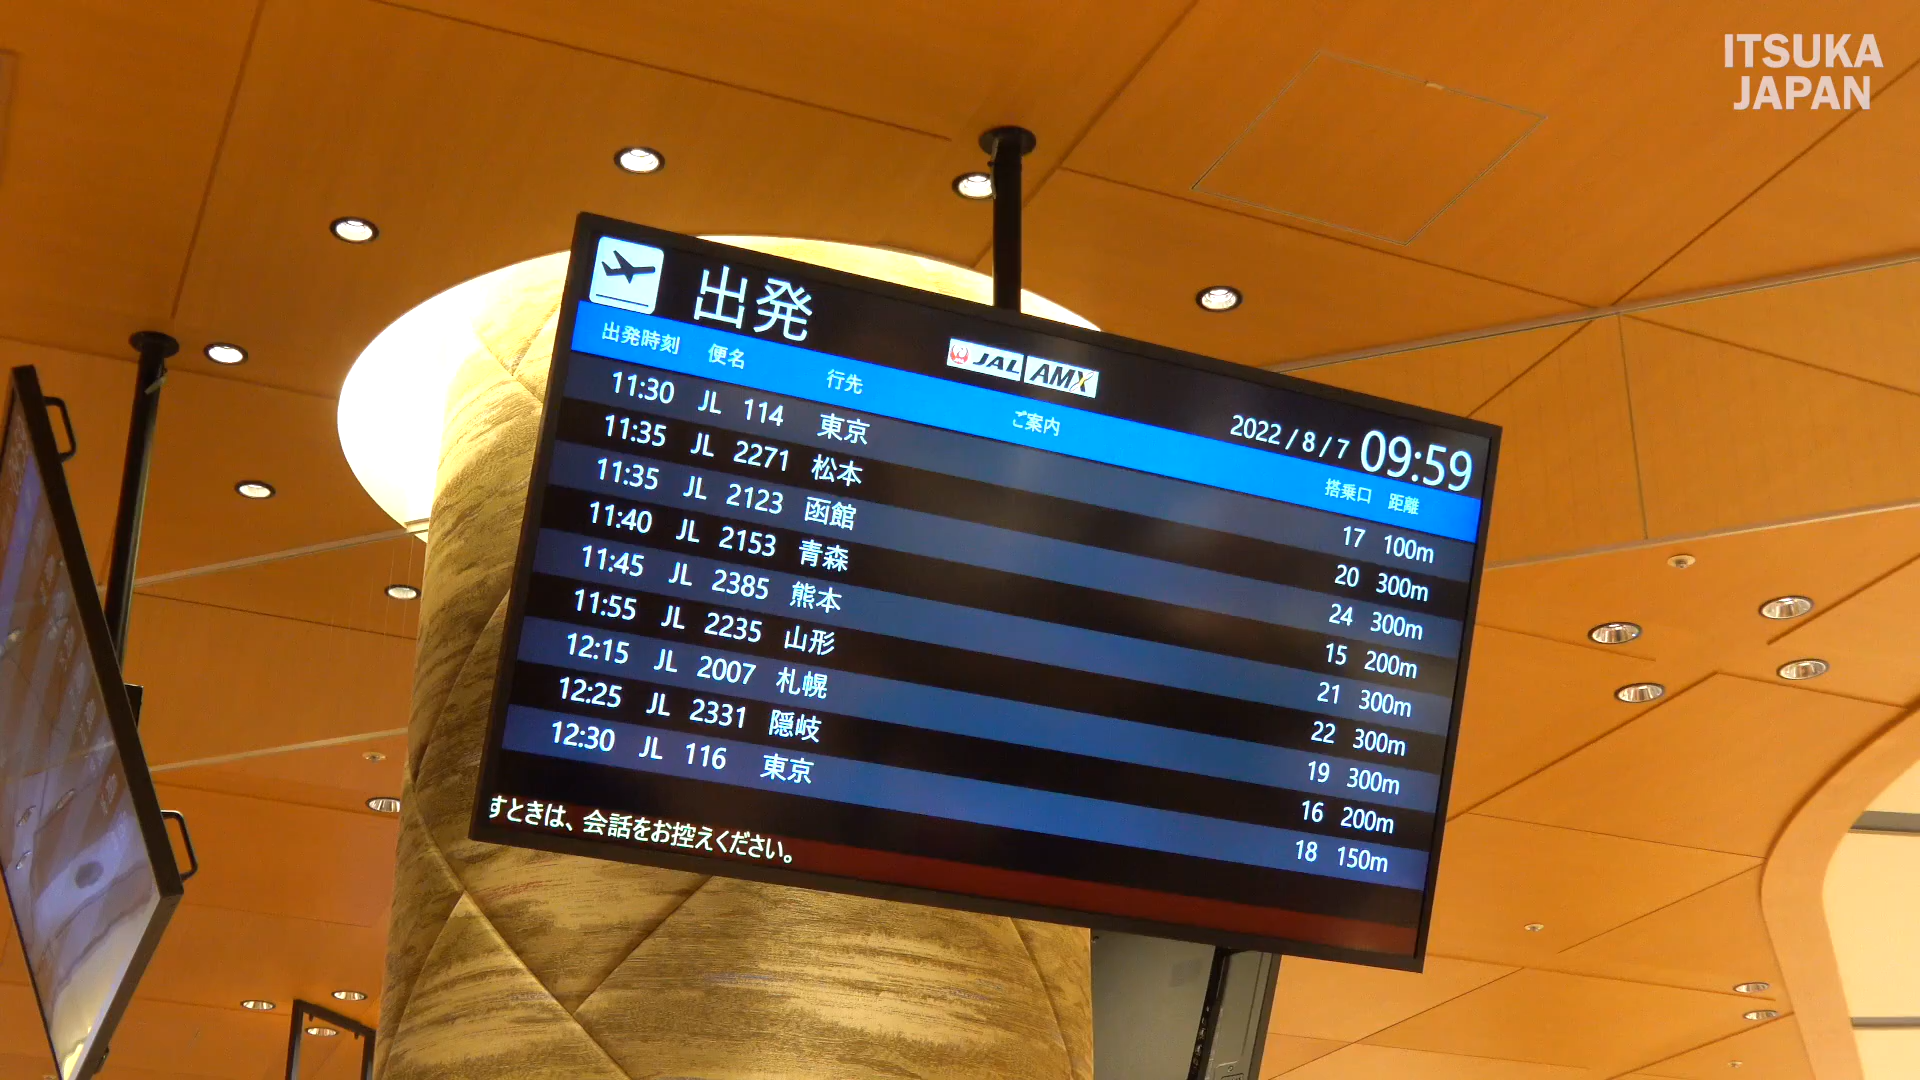 ITSUKA
JAPAN
出発
JAL AMX
2022 / 8 / 7 09:59
出発時刻 便名 行先 ご案内 搭乗口 距離
11:30 JL 114 東京 17 100m
11:35 JL 2271 松本 20 300m
11:35 JL 2123 函館 24 300m
11:40 JL 2153 青森 15 200m
11:45 JL 2385 熊本 21 300m
11:55 JL 2235 山形 22 300m
12:15 JL 2007 札幌 19 300m
12:25 JL 2331 隠岐 16 200m
12:30 JL 116 東京 18 150m
すときは、会話をお控えください。